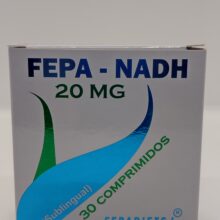 FEPA - NADH
20 MG
(Sublingual)
30 COMPRIMIDOS